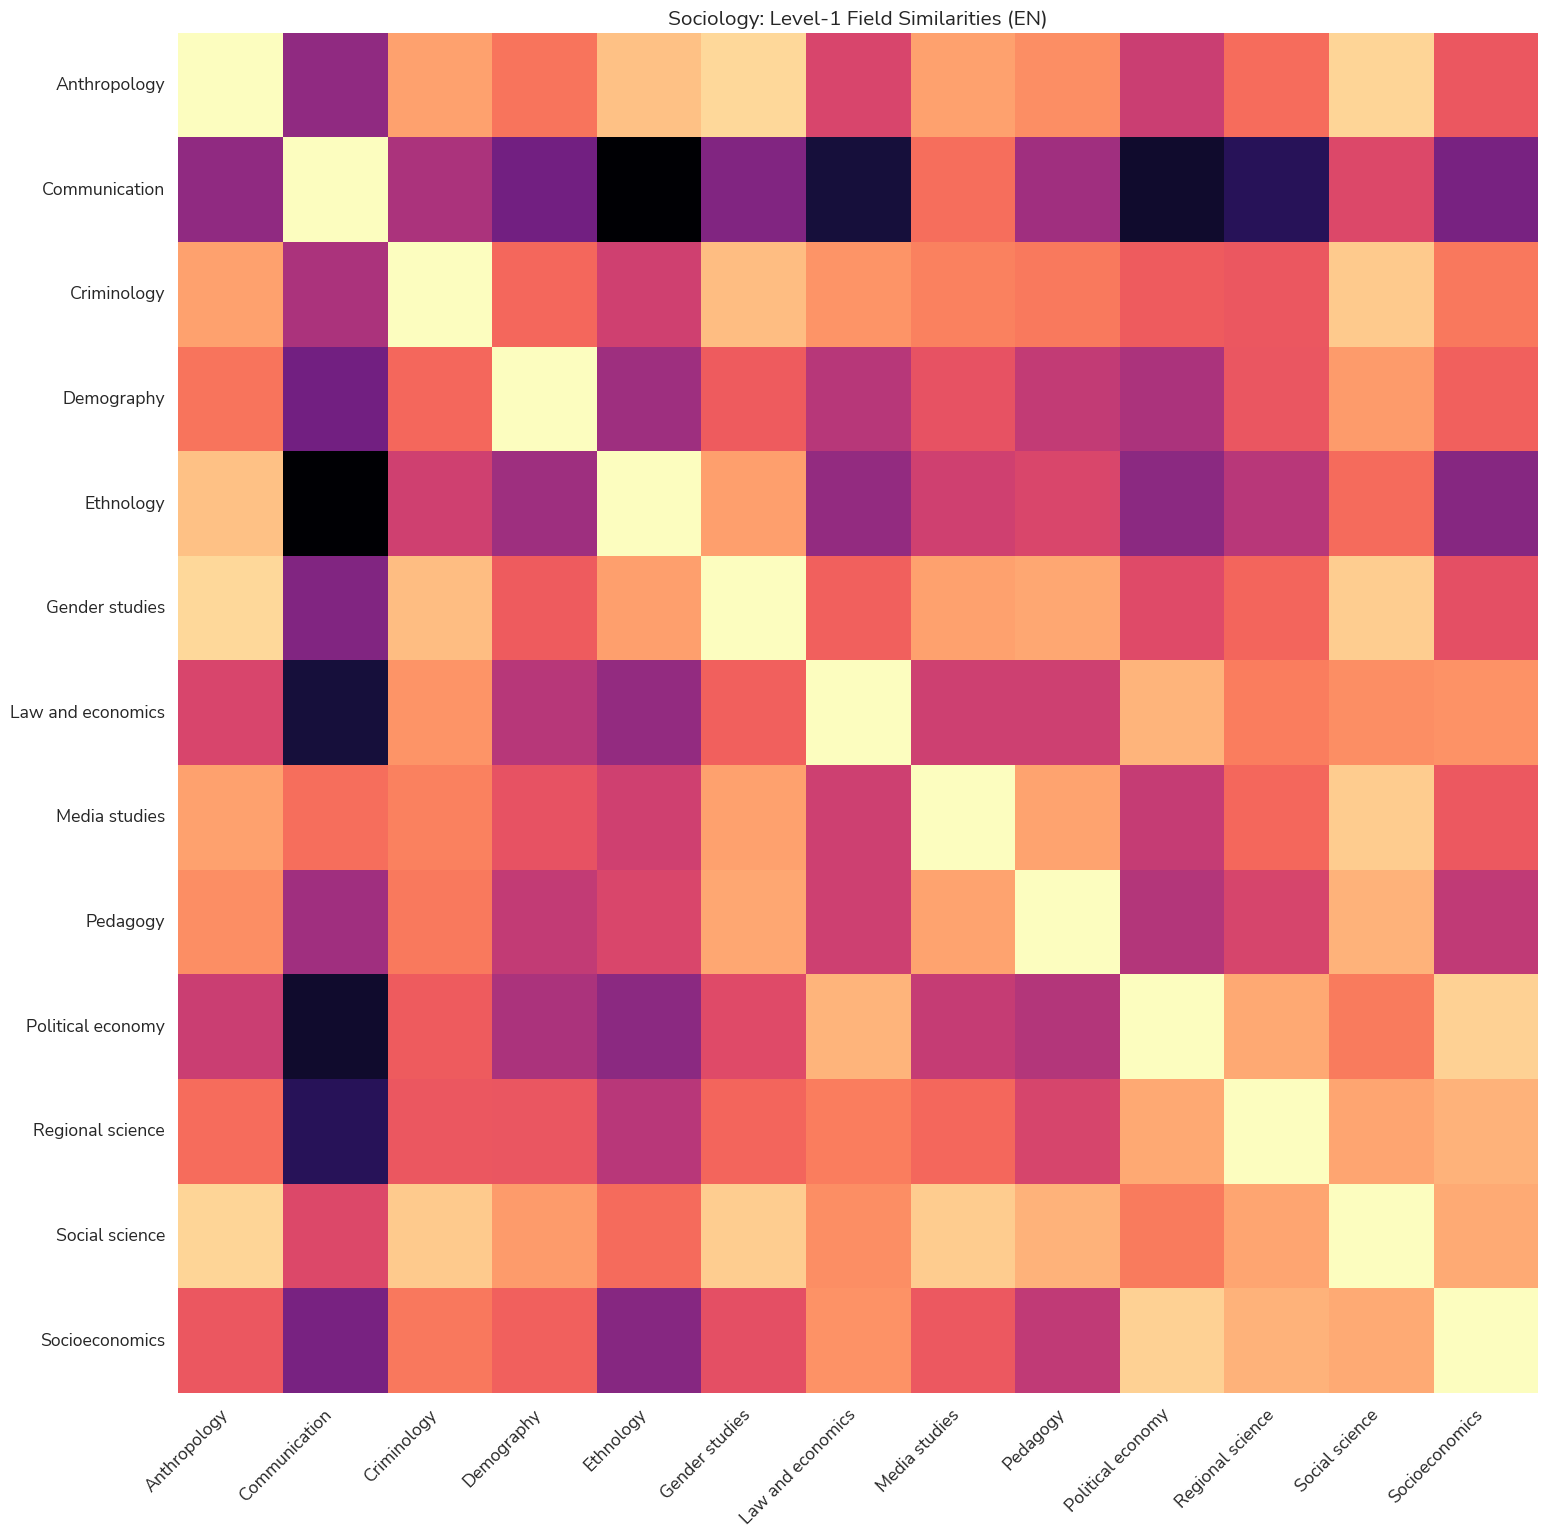 Sociology: Level-1 Field Similarities (EN)
Anthropology
Communication
Criminology
Demography
Ethnology
Gender studies
Law and economics
Media studies
Pedagogy
Political economy
Regional science
Social science
Socioeconomics
Anthropology
Communication
Criminology
Demography
Ethnology
Gender studies
Law and economics
Media studies
Pedagogy
Political economy
Regional science
Social science
Socioeconomics